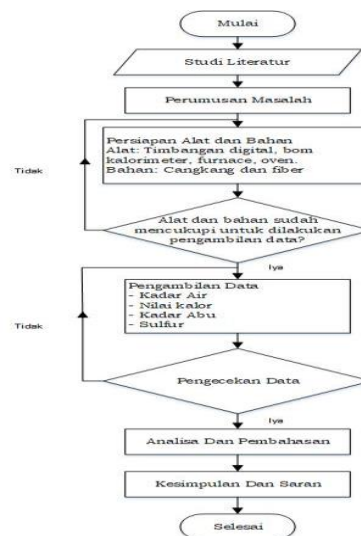 Mulai
Studi Literatur
Perumusan Masalah
Persiapan Alat dan Bahan
Alat: Timbangan digital, bom
kalorimeter, furnace, oven.
Bahan: Cangkang dan fiber
Tidak
Alat dan bahan sudah
mencukupi untuk dilakukan
pengambilan data?
Iya
Pengambilan Data
- Kadar Air
- Nilai kalor
- Kadar Abu
- Sulfur
Tidak
Pengecekan Data
Iya
Analisa Dan Pembahasan
Kesimpulan Dan Saran
Selesai